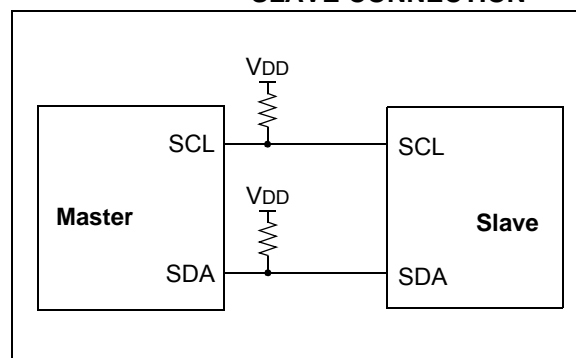 SLAVE CONNECTION
VDD
SCL
SCL
VDD
Master
Slave
SDA
SDA